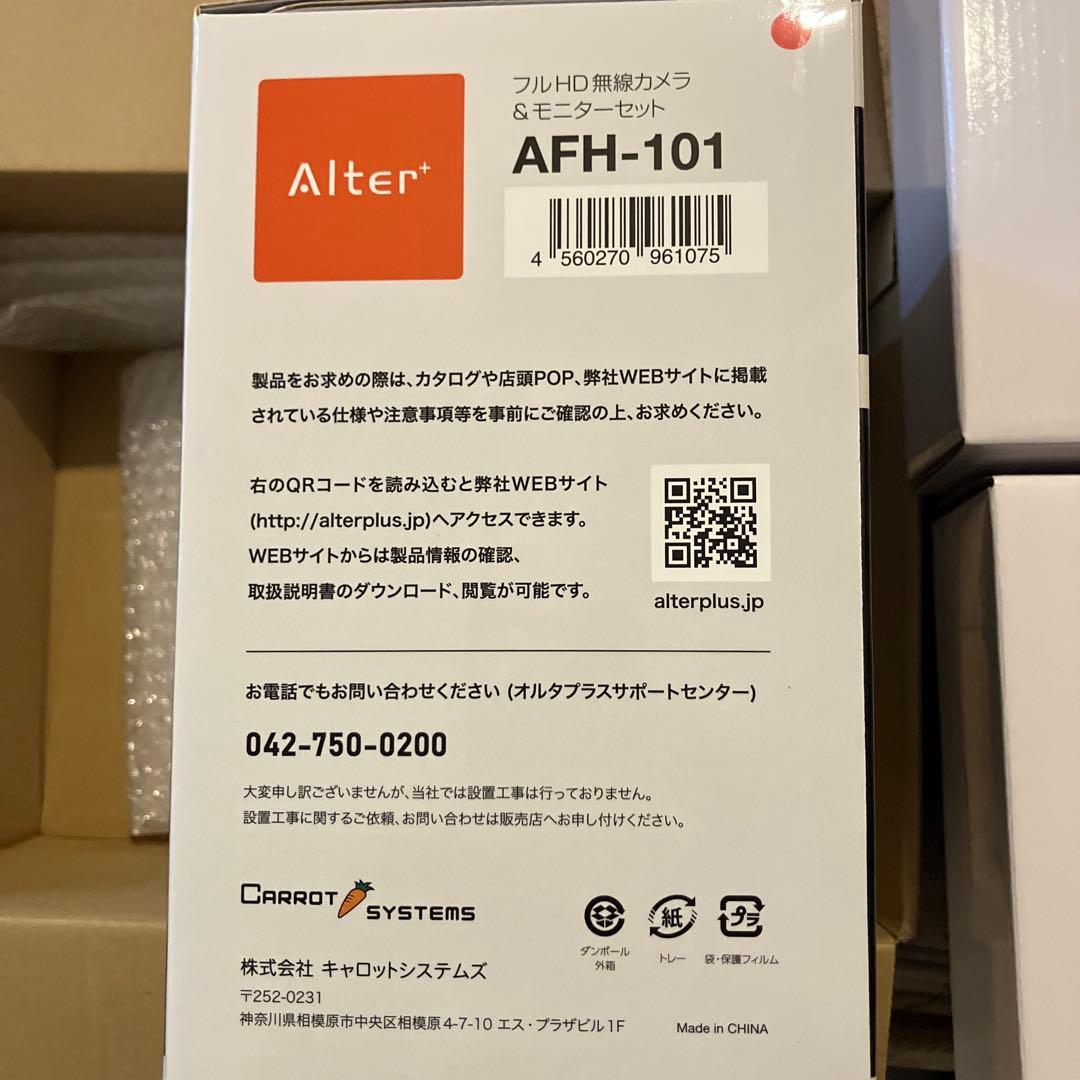 Alter+
フルHD無線カメラ
&モニターセット
AFH-101
4 560270 961075
製品をお求めの際は、カタログや店頭POP、弊社WEBサイトに掲載
されている仕様や注意事項等を事前にご確認の上、お求めください。
右のQRコードを読み込むと弊社WEBサイト
(http://alterplus.jp)へアクセスできます。
WEBサイトからは製品情報の確認、
取扱説明書のダウンロード、閲覧が可能です。
alterplus.jp
お電話でもお問い合わせください (オルタプラスサポートセンター)
042-750-0200
大変申し訳ございませんが、当社では設置工事は行っておりません。
設置工事に関するご依頼、お問い合わせは販売店へお申し付けください。
CARROT SYSTEMS
紙
プラ
ダンボール
外箱
トレー
袋・保護フィルム
株式会社 キャロットシステムズ
〒252-0231
神奈川県相模原市中央区相模原4-7-10 エス・プラザビル1F
Made in CHINA